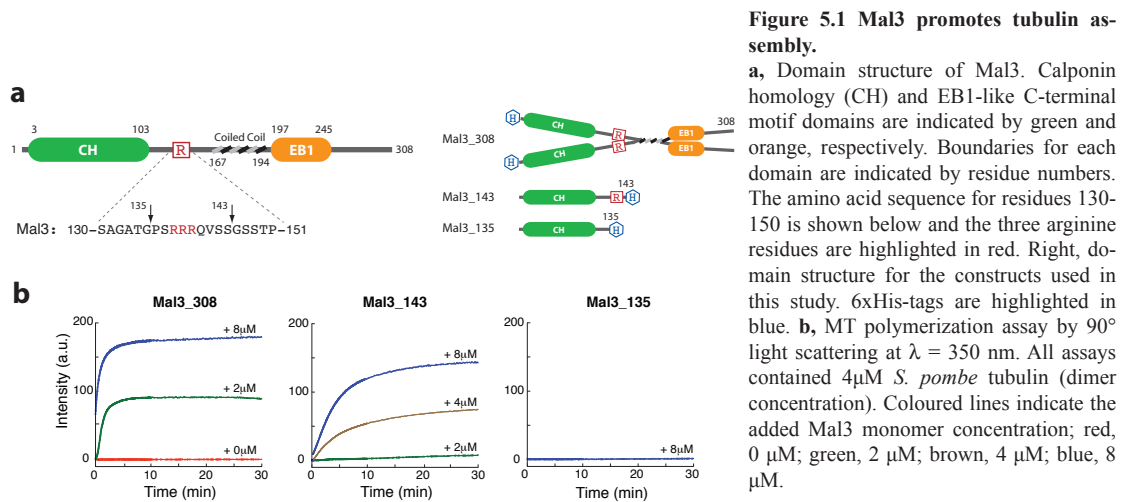 a
3
103
Coiled Coil
197
245
1
CH
R
167
194
EB1
308
135
143
Mal3: 130-SAGATGPSRRRQVSSGSSTP-151
H
CH
R
EB1
308
Mal3_308
H
CH
R
EB1
143
Mal3_143
CH
R
H
135
Mal3_135
CH
H
b
Mal3_308
200
100
0
Intensity (a.u.)
+ 8µM
+ 2µM
+ 0µM
0
10
20
30
Time (min)
Mal3_143
200
100
0
+ 8µM
+ 4µM
+ 2µM
0
10
20
30
Time (min)
Mal3_135
200
100
0
+ 8µM
0
10
20
30
Time (min)
Figure 5.1 Mal3 promotes tubulin as-
sembly.
a, Domain structure of Mal3. Calponin
homology (CH) and EB1-like C-terminal
motif domains are indicated by green and
orange, respectively. Boundaries for each
domain are indicated by residue numbers.
The amino acid sequence for residues 130-
150 is shown below and the three arginine
residues are highlighted in red. Right, do-
main structure for the constructs used in
this study. 6xHis-tags are highlighted in
blue. b, MT polymerization assay by 90°
light scattering at λ = 350 nm. All assays
contained 4µM S. pombe tubulin (dimer
concentration). Coloured lines indicate the
added Mal3 monomer concentration; red,
0 µM; green, 2 µM; brown, 4 µM; blue, 8
µM.